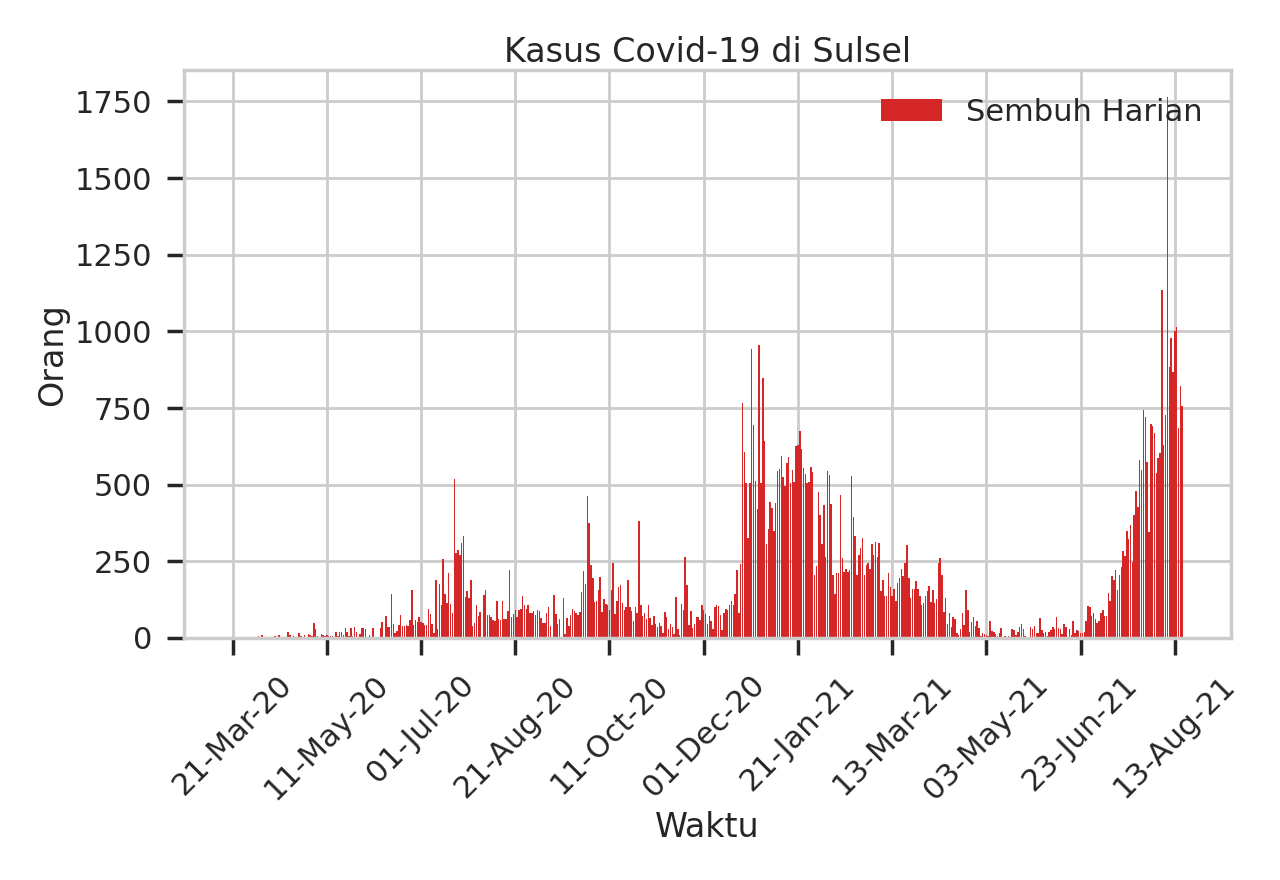 Kasus Covid-19 di Sulsel
Sembuh Harian
Orang
1750
1500
1250
1000
750
500
250
0
21-Mar-20
11-May-20
01-Jul-20
21-Aug-20
11-Oct-20
01-Dec-20
21-Jan-21
13-Mar-21
03-May-21
23-Jun-21
13-Aug-21
Waktu